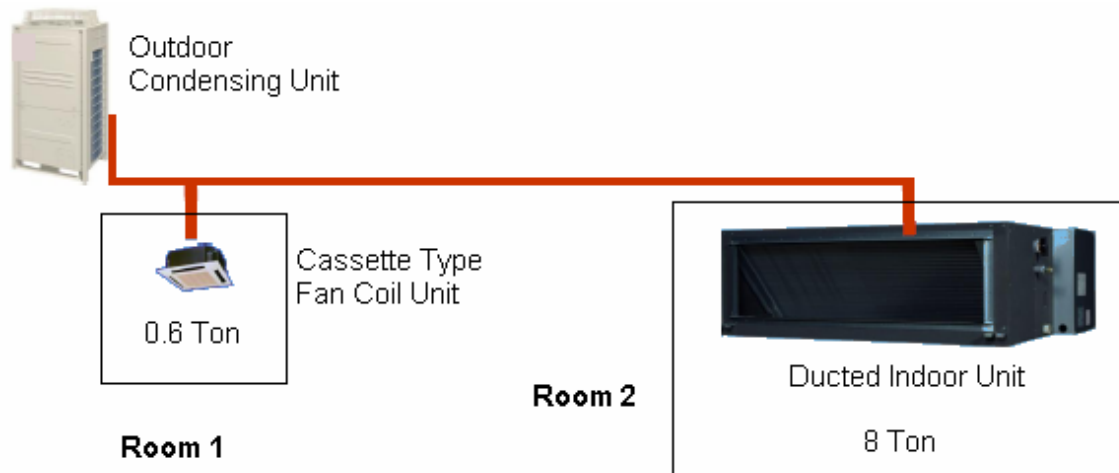 Outdoor
Condensing Unit
Cassette Type
Fan Coil Unit
0.6 Ton
Room 1
Room 2
Ducted Indoor Unit
8 Ton